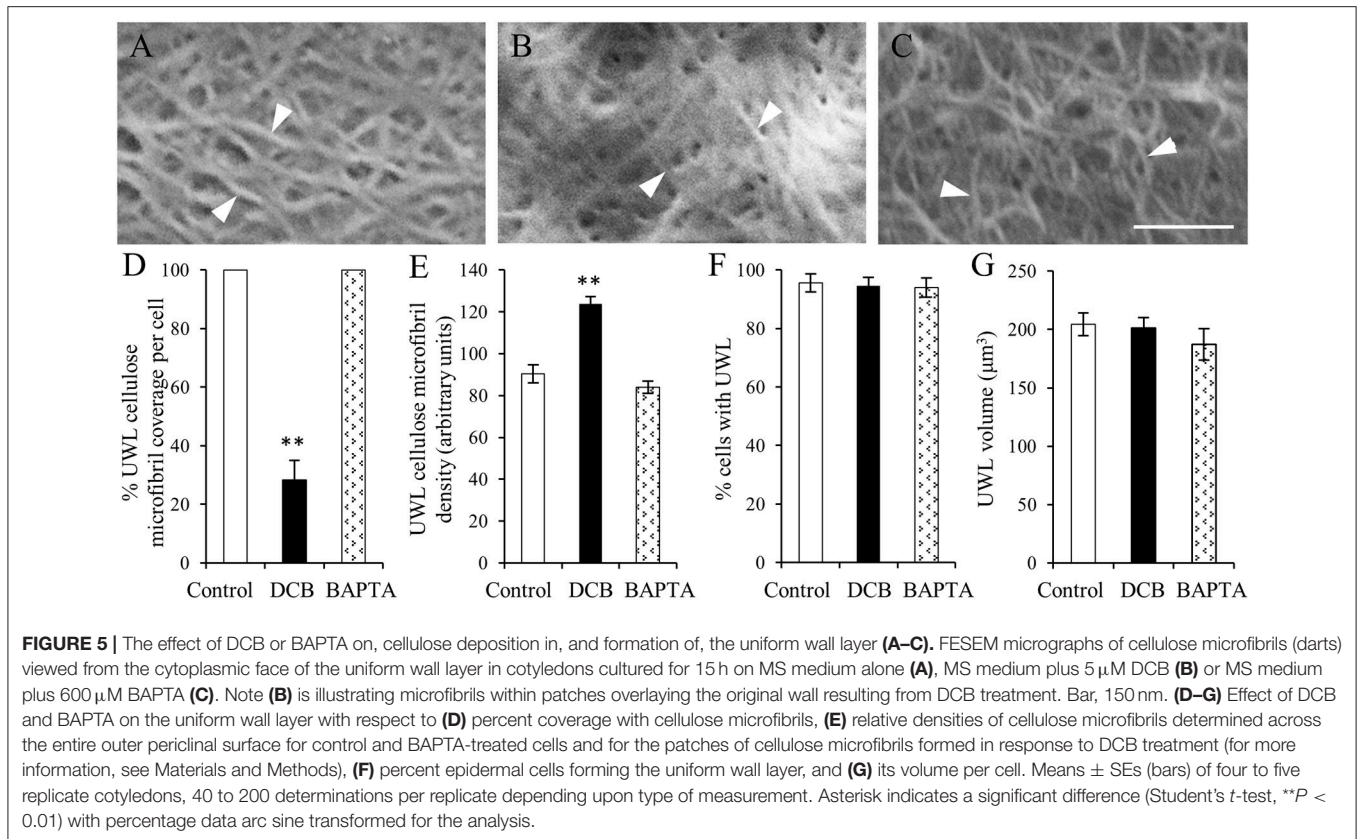 A
B
C
D
100
80
60
40
20
0
% UWL cellulose
microfibril coverage per cell
**
Control DCB BAPTA
E
140
120
100
80
60
40
20
0
UWL cellulose microfibril
density (arbitrary units)
**
Control DCB BAPTA
F
100
80
60
40
20
0
% cells with UWL
Control DCB BAPTA
G
250
200
150
100
50
0
UWL volume (µm³)
Control DCB BAPTA
FIGURE 5 | The effect of DCB or BAPTA on, cellulose deposition in, and formation of, the uniform wall layer (A–C). FESEM micrographs of cellulose microfibrils (darts)
viewed from the cytoplasmic face of the uniform wall layer in cotyledons cultured for 15 h on MS medium alone (A), MS medium plus 5 µM DCB (B) or MS medium
plus 600 µM BAPTA (C). Note (B) is illustrating microfibrils within patches overlaying the original wall resulting from DCB treatment. Bar, 150 nm. (D–G) Effect of DCB
and BAPTA on the uniform wall layer with respect to (D) percent coverage with cellulose microfibrils, (E) relative densities of cellulose microfibrils determined across
the entire outer periclinal surface for control and BAPTA-treated cells and for the patches of cellulose microfibrils formed in response to DCB treatment (for more
information, see Materials and Methods), (F) percent epidermal cells forming the uniform wall layer, and (G) its volume per cell. Means ± SEs (bars) of four to five
replicate cotyledons, 40 to 200 determinations per replicate depending upon type of measurement. Asterisk indicates a significant difference (Student's t-test, **P <
0.01) with percentage data arc sine transformed for the analysis.